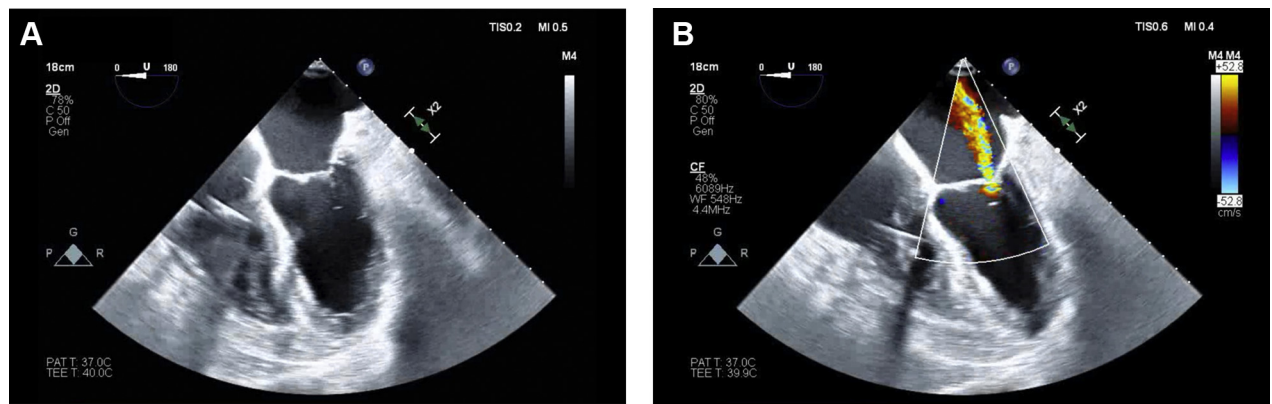 A
TIS0.2 MI 0.5
M4
18cm
0 U 180
P
2D
78%
C 50
P Off
Gen
X2
G
P R
PAT T: 37.0C
TEE T: 40.0C
B
TIS0.6 MI 0.4
M4 M4
+52.8
18cm
0 U 180
P
2D
80%
C 50
P Off
Gen
X2
CF
48%
6089Hz
WF 548Hz
4.4MHz
-52.8
cm/s
G
P R
PAT T: 37.0C
TEE T: 39.9C